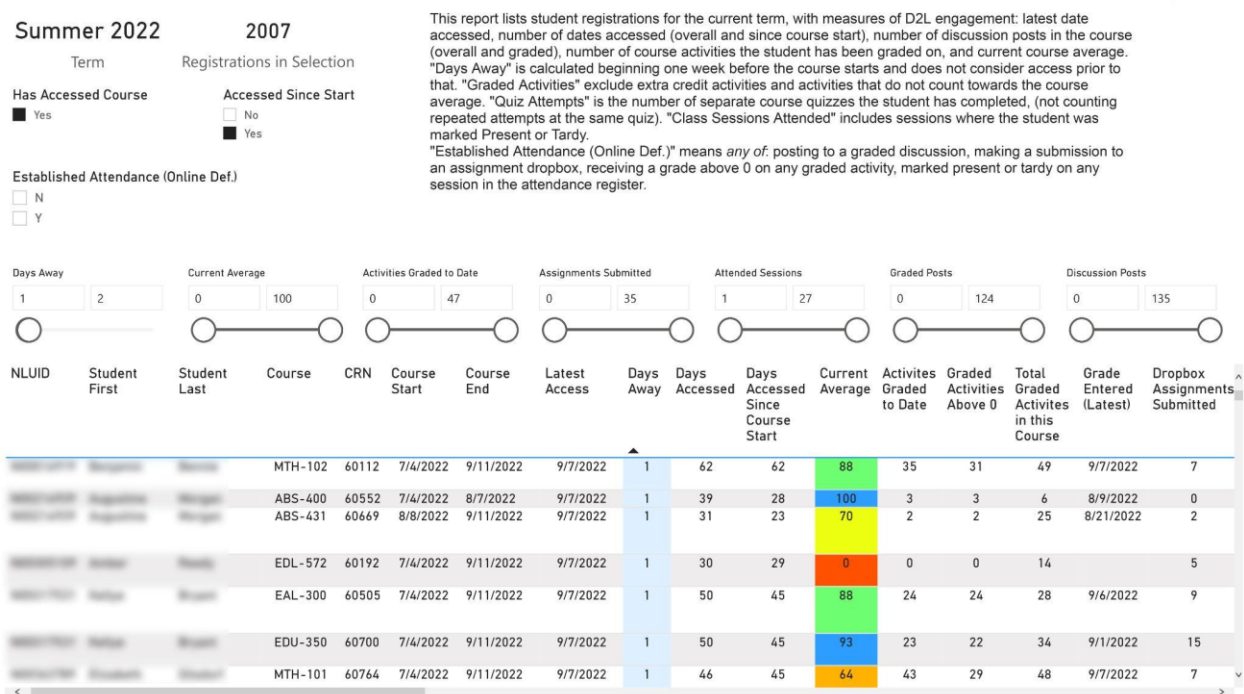 Summer 2022
2007
Term
Registrations in Selection
Has Accessed Course
Yes
Accessed Since Start
No
Yes
Established Attendance (Online Def.)
N
Y
This report lists student registrations for the current term, with measures of D2L engagement: latest date
accessed, number of dates accessed (overall and since course start), number of discussion posts in the course
(overall and graded), number of course activities the student has been graded on, and current course average.
"Days Away" is calculated beginning one week before the course starts and does not consider access prior to
that. "Graded Activities" exclude extra credit activities and activities that do not count towards the course
average. "Quiz Attempts" is the number of separate course quizzes the student has completed, (not counting
repeated attempts at the same quiz). "Class Sessions Attended" includes sessions where the student was
marked Present or Tardy.
"Established Attendance (Online Def.)" means any of: posting to a graded discussion, making a submission to
an assignment dropbox, receiving a grade above 0 on any graded activity, marked present or tardy on any
session in the attendance register.
Days Away
1 2
Current Average
0 100
Activities Graded to Date
0 47
Assignments Submitted
0 35
Attended Sessions
1 27
Graded Posts
0 124
Discussion Posts
0 135
NLUID Student First Student Last Course CRN Course Start Course End Latest Access Days Away Days Accessed Days Accessed Since Course Start Current Average Activites Graded to Date Graded Activities Above 0 Total Graded Activites in this Course Grade Entered (Latest) Dropbox Assignments Submitted
MTH-102 60112 7/4/2022 9/11/2022 9/7/2022 1 62 62 88 35 31 49 9/7/2022 7
ABS-400 60552 7/4/2022 8/7/2022 9/7/2022 1 39 28 100 3 3 6 8/9/2022 0
ABS-431 60669 8/8/2022 9/11/2022 9/7/2022 1 31 23 70 2 2 25 8/21/2022 2
EDL-572 60192 7/4/2022 9/11/2022 9/7/2022 1 30 29 0 0 0 14 5
EAL-300 60505 7/4/2022 9/11/2022 9/7/2022 1 50 45 88 24 24 28 9/6/2022 9
EDU-350 60700 7/4/2022 9/11/2022 9/7/2022 1 50 45 93 23 22 34 9/1/2022 15
MTH-101 60764 7/4/2022 9/11/2022 9/7/2022 1 46 45 64 43 29 48 9/7/2022 7